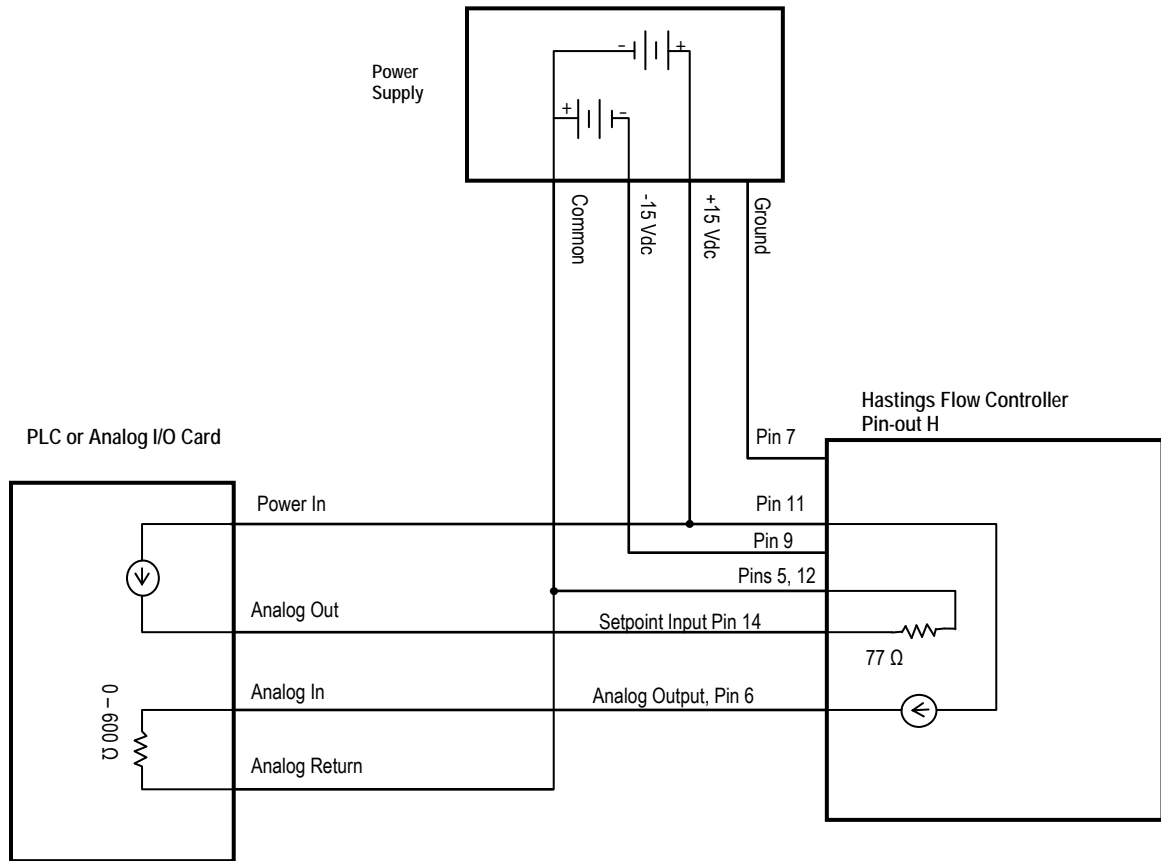 Power
Supply
- +
+ -
Common
-15 Vdc
+15 Vdc
Ground
Hastings Flow Controller
Pin-out H
PLC or Analog I/O Card
Pin 7
Power In
Pin 11
Pin 9
Pins 5, 12
Analog Out
Setpoint Input Pin 14
77 Ω
0 – 600 Ω
Analog In
Analog Output, Pin 6
Analog Return